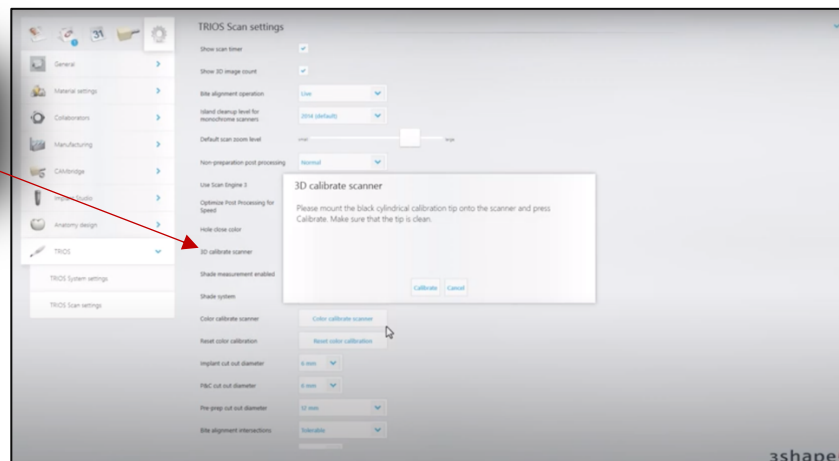 31
TRIOS Scan settings
Show scan timer
Show 3D image count
Bite alignment operation Live
Island cleanup level for
monochrome scanners 2014 (default)
Default scan zoom level small large
Non-preparation post processing Normal
Use Scan Engine 3
Optimize Post Processing for
Speed
Hole close color
3D calibrate scanner
Shade measurement enabled
Shade system
Color calibrate scanner Color calibrate scanner
Reset color calibration Reset color calibration
Implant cut out diameter 6 mm
P&C cut out diameter 6 mm
Pre-prep cut out diameter 12 mm
Bite alignment intersections Tolerable
General
Material settings
Collaborators
Manufacturing
CAMbridge
Implant Studio
Anatomy design
TRIOS
TRIOS System settings
TRIOS Scan settings
3D calibrate scanner
Please mount the black cylindrical calibration tip onto the scanner and press
Calibrate. Make sure that the tip is clean.
Calibrate Cancel
3shape